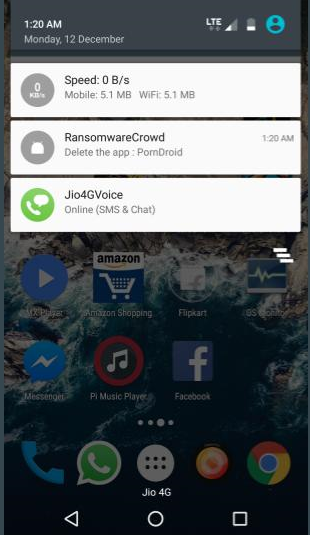 1:20 AM
LTE
Monday, 12 December
0
KB/s
Speed: 0 B/s
Mobile: 5.1 MB WiFi: 5.1 MB
RansomwareCrowd
1:20 AM
Delete the app : PornDroid
Jio4GVoice
Online (SMS & Chat)
amazon
MX Player
Amazon Shopping
Flipkart
Messenger
Pi Music Player
Facebook
Jio 4G